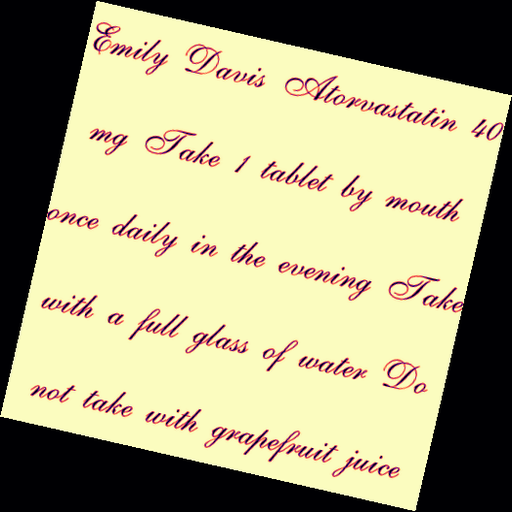 Emily Davis Atorvastatin 40
mg Take 1 tablet by mouth
once daily in the evening Take
with a full glass of water Do
not take with grapefruit juice